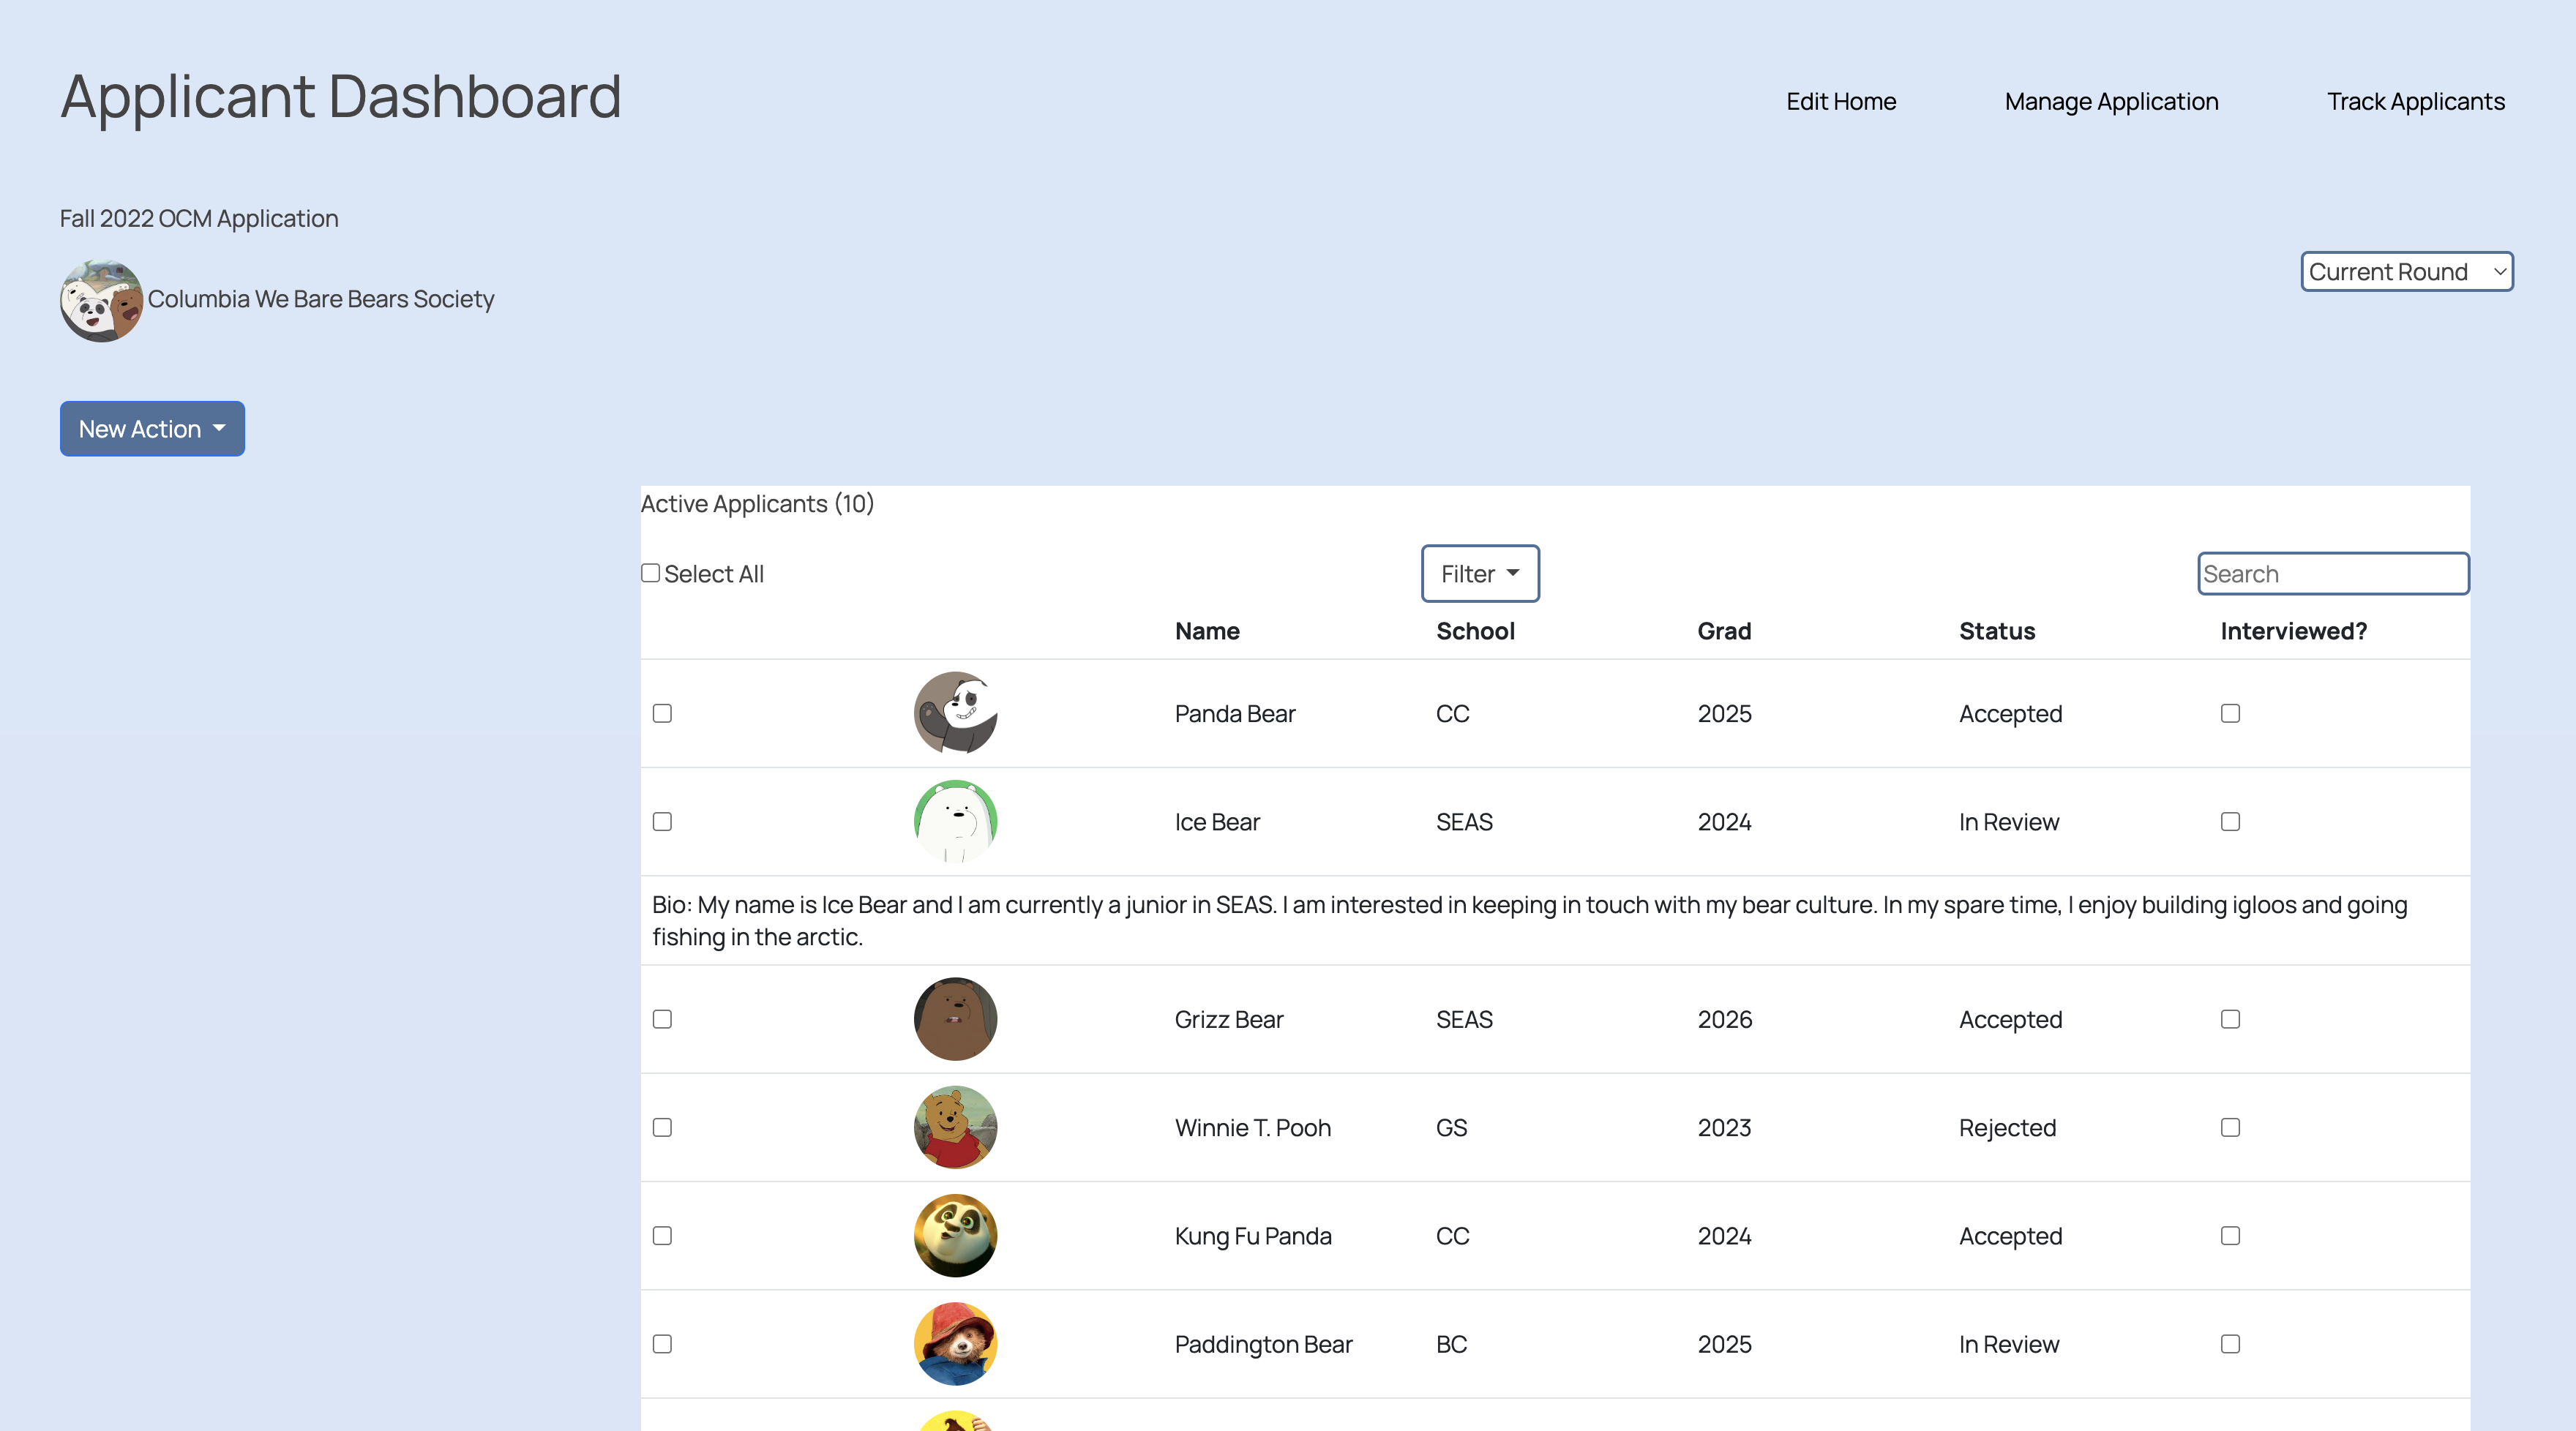 Applicant Dashboard
Edit Home
Manage Application
Track Applicants
Fall 2022 OCM Application
Columbia We Bare Bears Society
Current Round
New Action
Active Applicants (10)
Select All
Filter
Search
Name School Grad Status Interviewed?
Panda Bear CC 2025 Accepted
Ice Bear SEAS 2024 In Review
Bio: My name is Ice Bear and I am currently a junior in SEAS. I am interested in keeping in touch with my bear culture. In my spare time, I enjoy building igloos and going
fishing in the arctic.
Grizz Bear SEAS 2026 Accepted
Winnie T. Pooh GS 2023 Rejected
Kung Fu Panda CC 2024 Accepted
Paddington Bear BC 2025 In Review